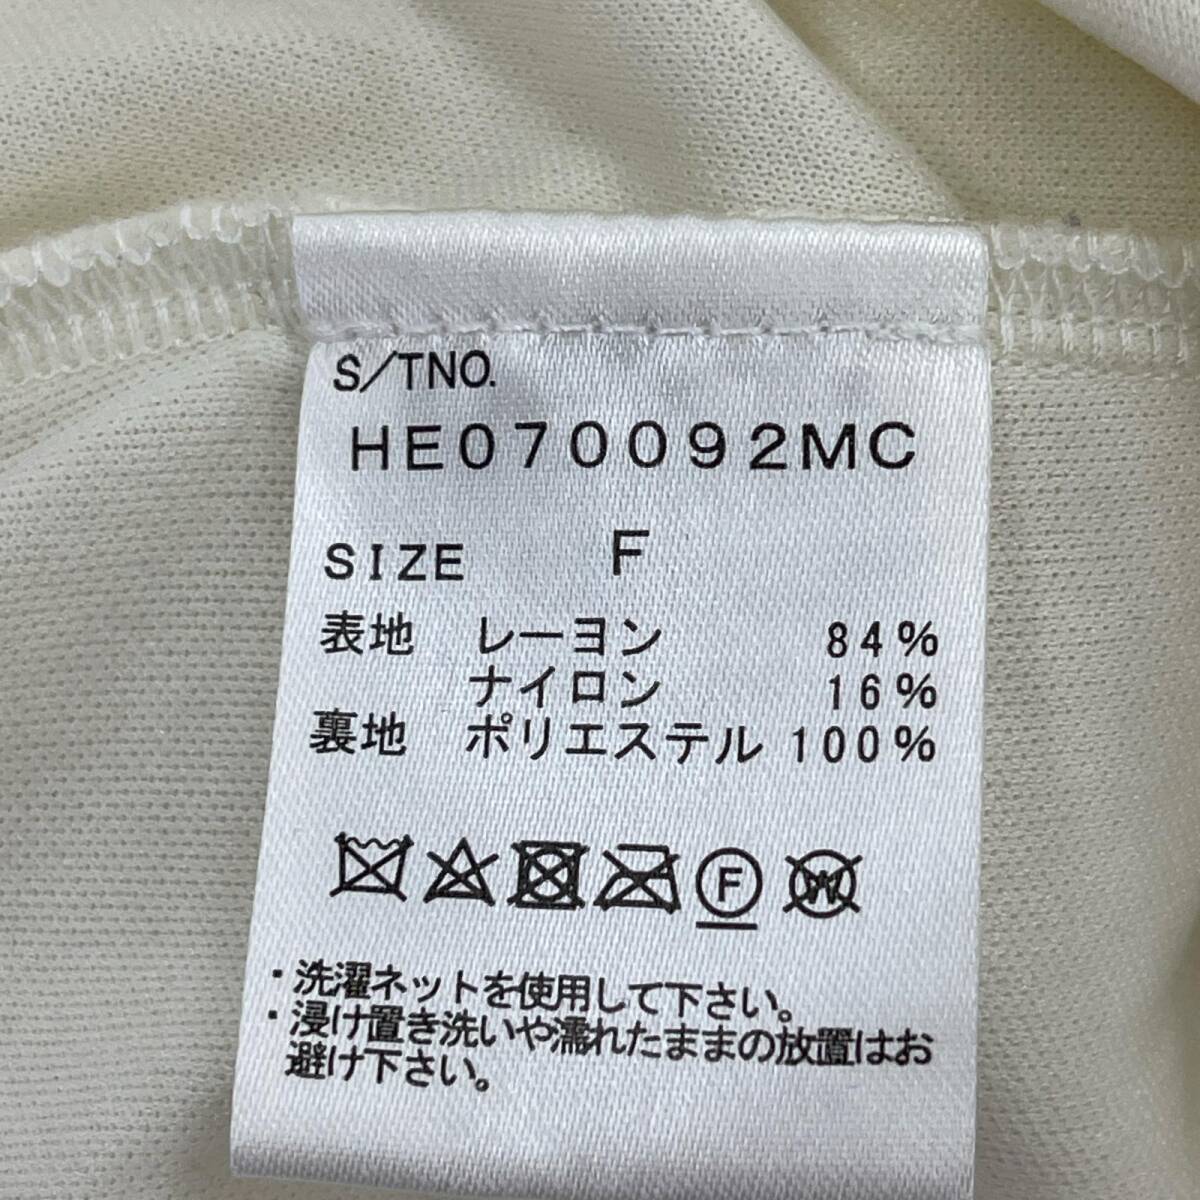 S/TNO.
HE070092MC
SIZE F
表地 レーヨン 84%
ナイロン 16%
裏地 ポリエステル 100%
F W
・洗濯ネットを使用して下さい。
・浸け置き洗いや濡れたままの放置はお
避け下さい。